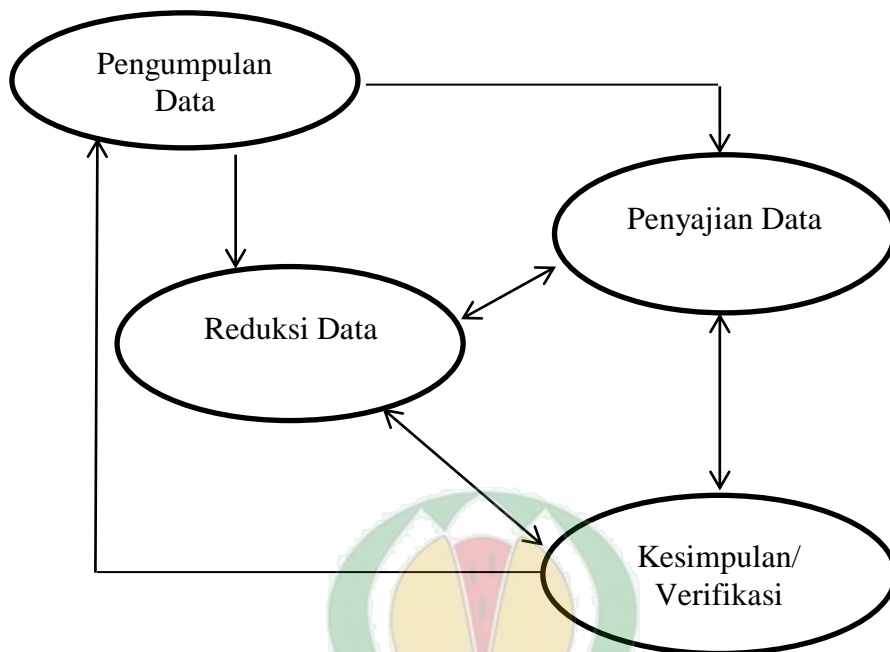 Pengumpulan
Data
Penyajian Data
Reduksi Data
Kesimpulan/
Verifikasi